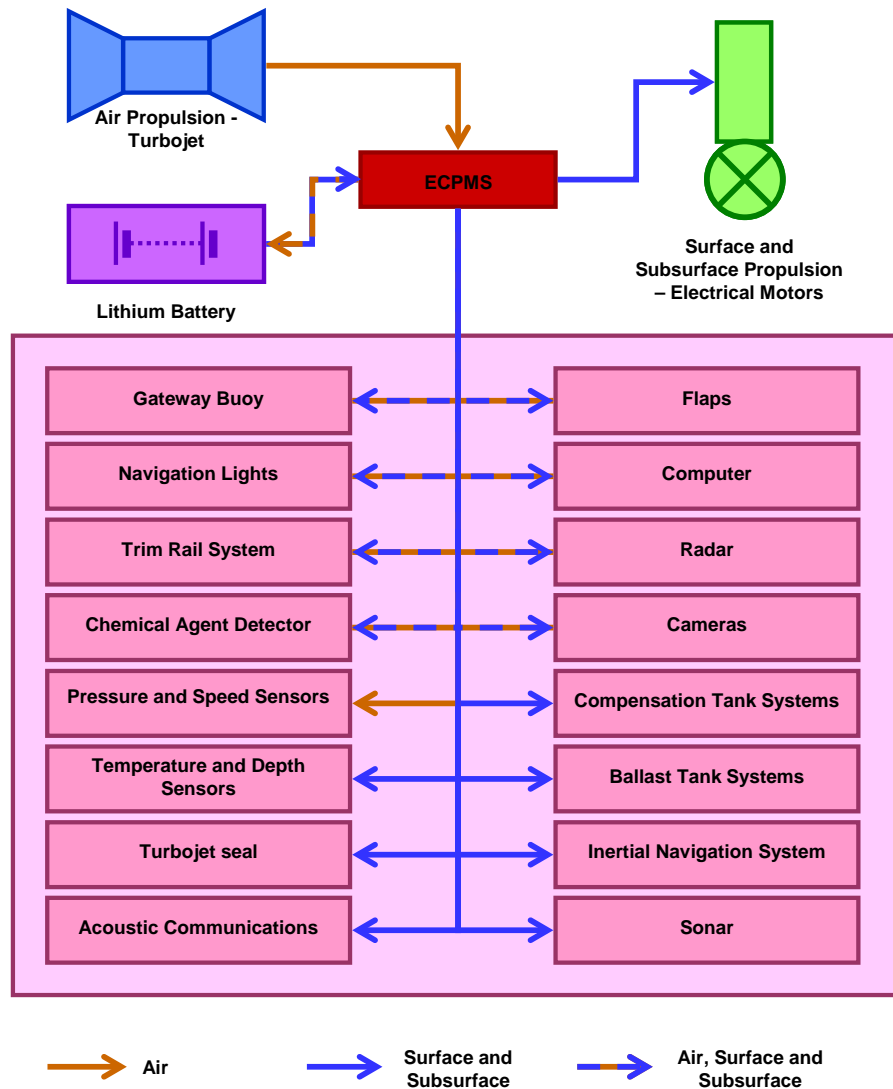 Air Propulsion -
Turbojet
ECPMS
Surface and
Subsurface Propulsion
– Electrical Motors
Lithium Battery
Gateway Buoy
Flaps
Navigation Lights
Computer
Trim Rail System
Radar
Chemical Agent Detector
Cameras
Pressure and Speed Sensors
Compensation Tank Systems
Temperature and Depth
Sensors
Ballast Tank Systems
Turbojet seal
Inertial Navigation System
Acoustic Communications
Sonar
Air
Surface and
Subsurface
Air, Surface and
Subsurface